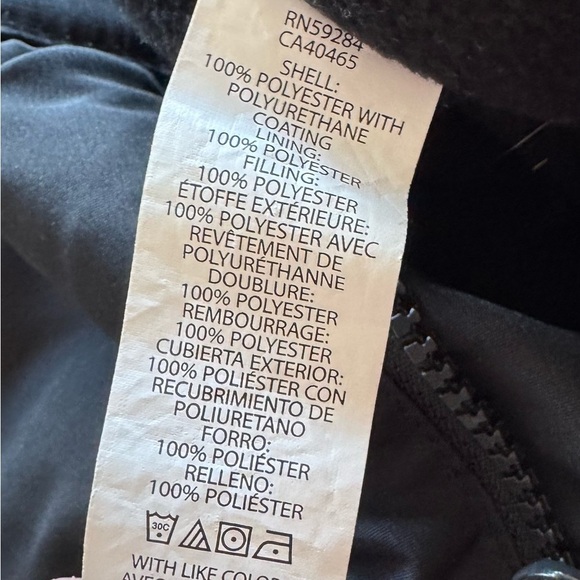 RN59284
CA40465
SHELL:
100% POLYESTER WITH
POLYURETHANE
COATING
LINING:
100% POLYESTER
FILLING:
100% POLYESTER
ÉTOFFE EXTÉRIEURE:
100% POLYESTER AVEC
REVÊTEMENT DE
POLYURÉTHANNE
DOUBLURE:
100% POLYESTER
REMBOURRAGE:
100% POLYESTER
CUBIERTA EXTERIOR:
100% POLIÉSTER CON
RECUBRIMIENTO DE
POLIURETANO
FORRO:
100% POLIÉSTER
RELLENO:
100% POLIÉSTER
30C
WITH LIKE COLOR